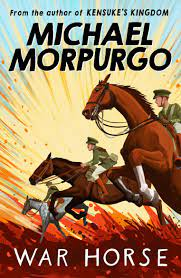 From the author of KENSUKE'S KINGDOM
MICHAEL
MORPURGO
WAR HORSE